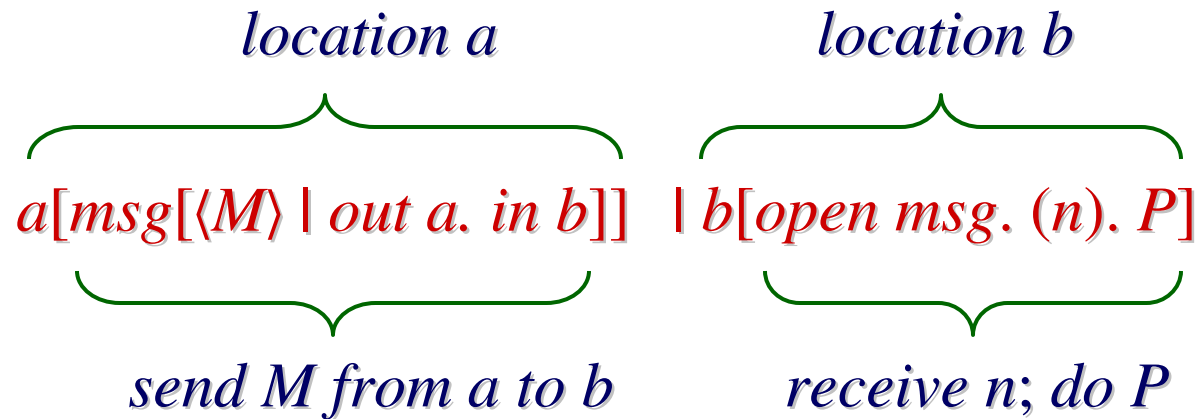 location a location b
a[msg[⟨M⟩ | out a. in b]] | b[open msg. (n). P]
send M from a to b receive n; do P